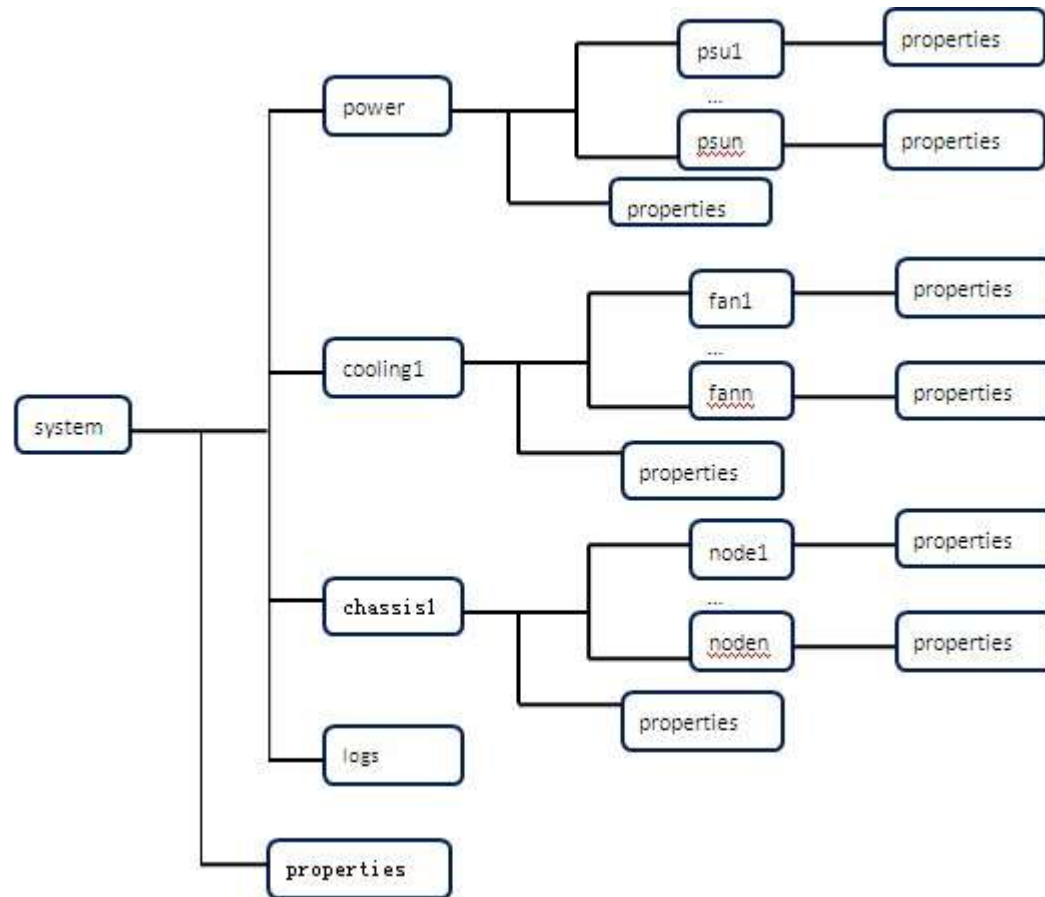 psu1
properties
power
...
psun
properties
properties
fan1
properties
cooling1
...
fann
properties
system
properties
node1
properties
chassis1
...
noden
properties
properties
logs
properties